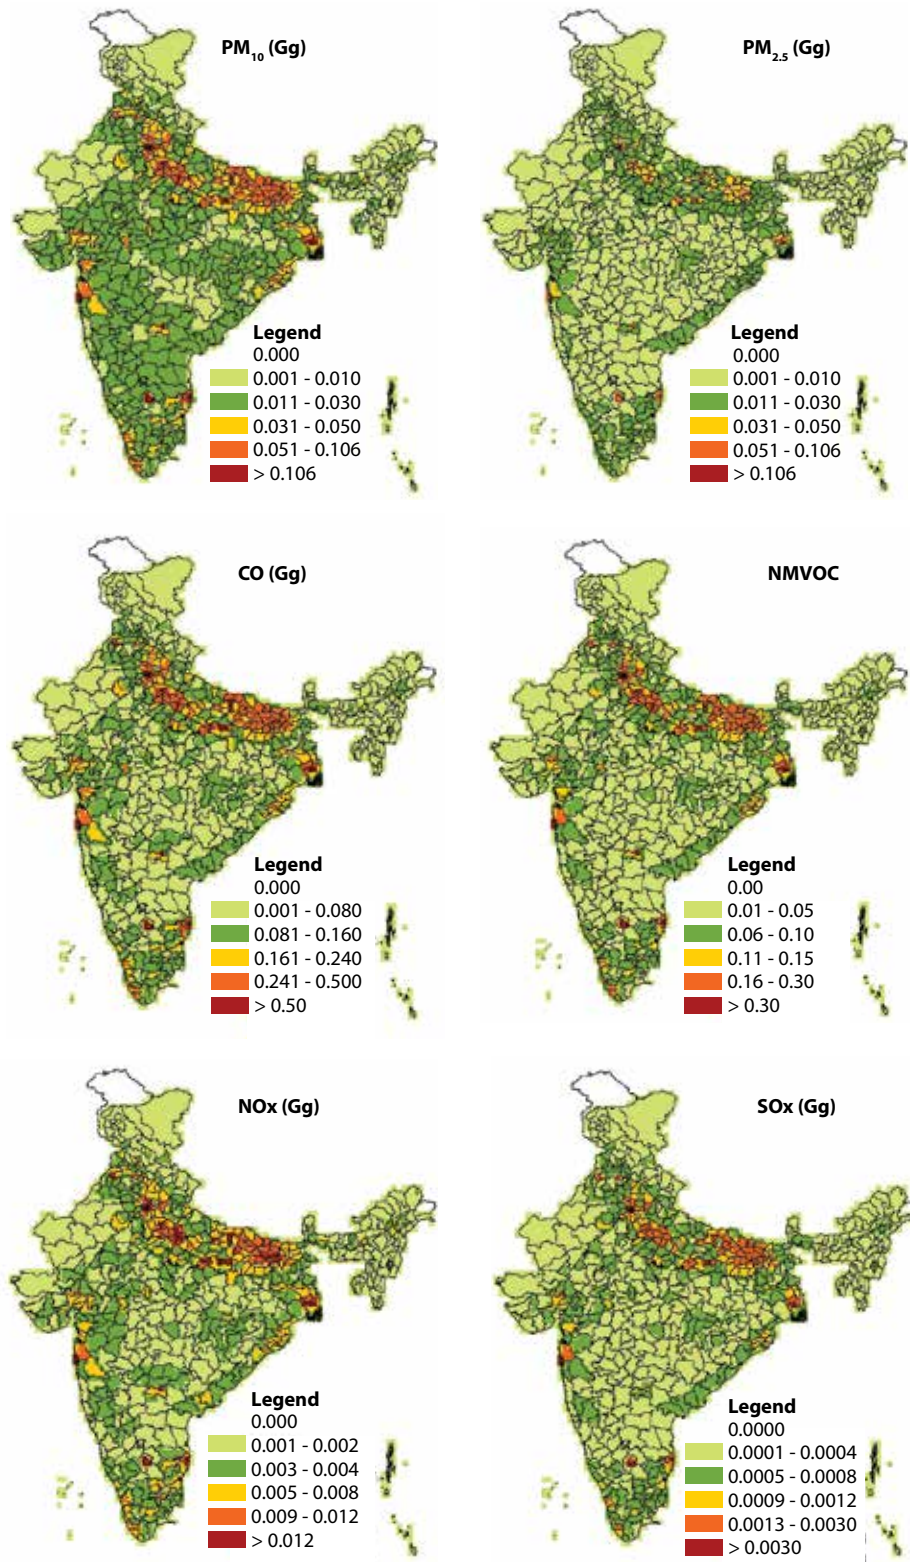 PM10 (Gg)
Legend
0.000
0.001 - 0.010
0.011 - 0.030
0.031 - 0.050
0.051 - 0.106
> 0.106
PM2.5 (Gg)
Legend
0.000
0.001 - 0.010
0.011 - 0.030
0.031 - 0.050
0.051 - 0.106
> 0.106
CO (Gg)
Legend
0.000
0.001 - 0.080
0.081 - 0.160
0.161 - 0.240
0.241 - 0.500
> 0.50
NMVOC
Legend
0.00
0.01 - 0.05
0.06 - 0.10
0.11 - 0.15
0.16 - 0.30
> 0.30
NOx (Gg)
Legend
0.000
0.001 - 0.002
0.003 - 0.004
0.005 - 0.008
0.009 - 0.012
> 0.012
SOx (Gg)
Legend
0.0000
0.0001 - 0.0004
0.0005 - 0.0008
0.0009 - 0.0012
0.0013 - 0.0030
> 0.0030